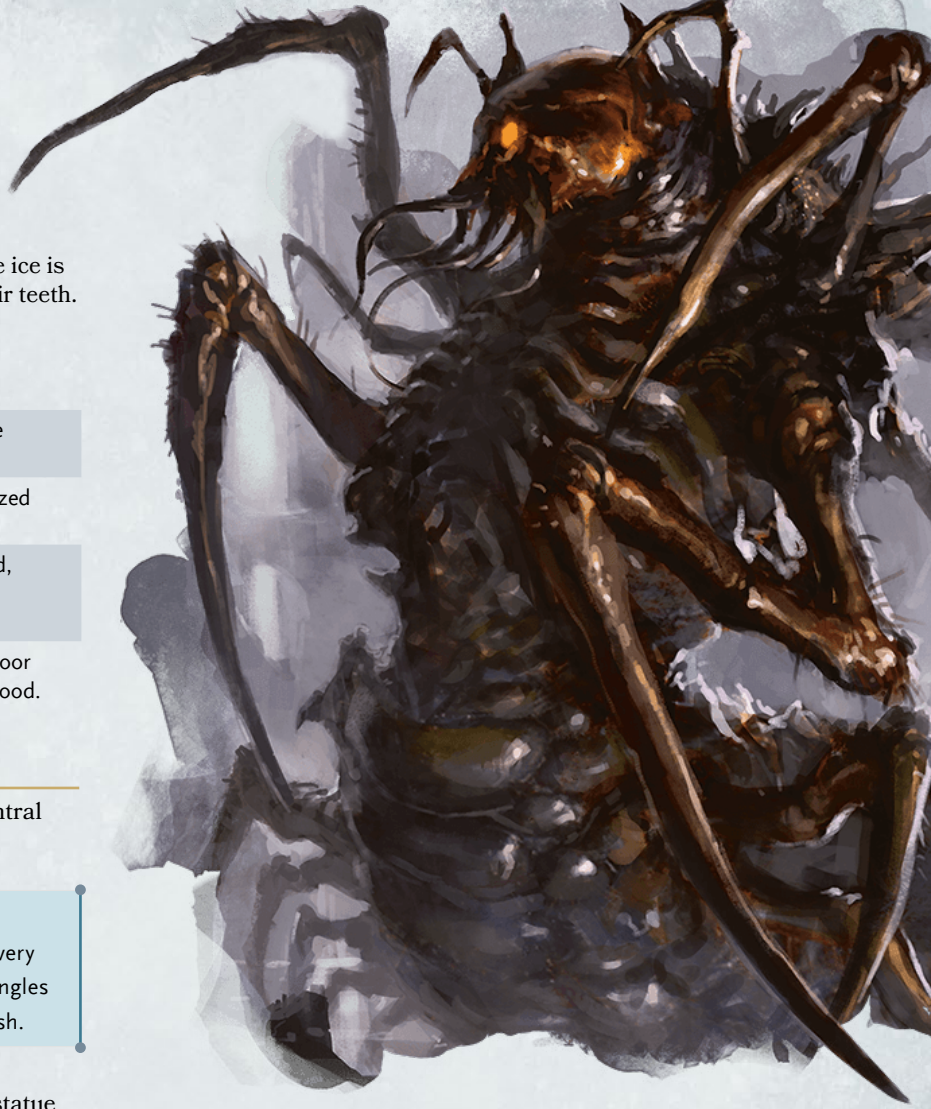 ice is
ir teeth.
zed
d,
oor
ood.
ntral
very
ngles
sh.
statue